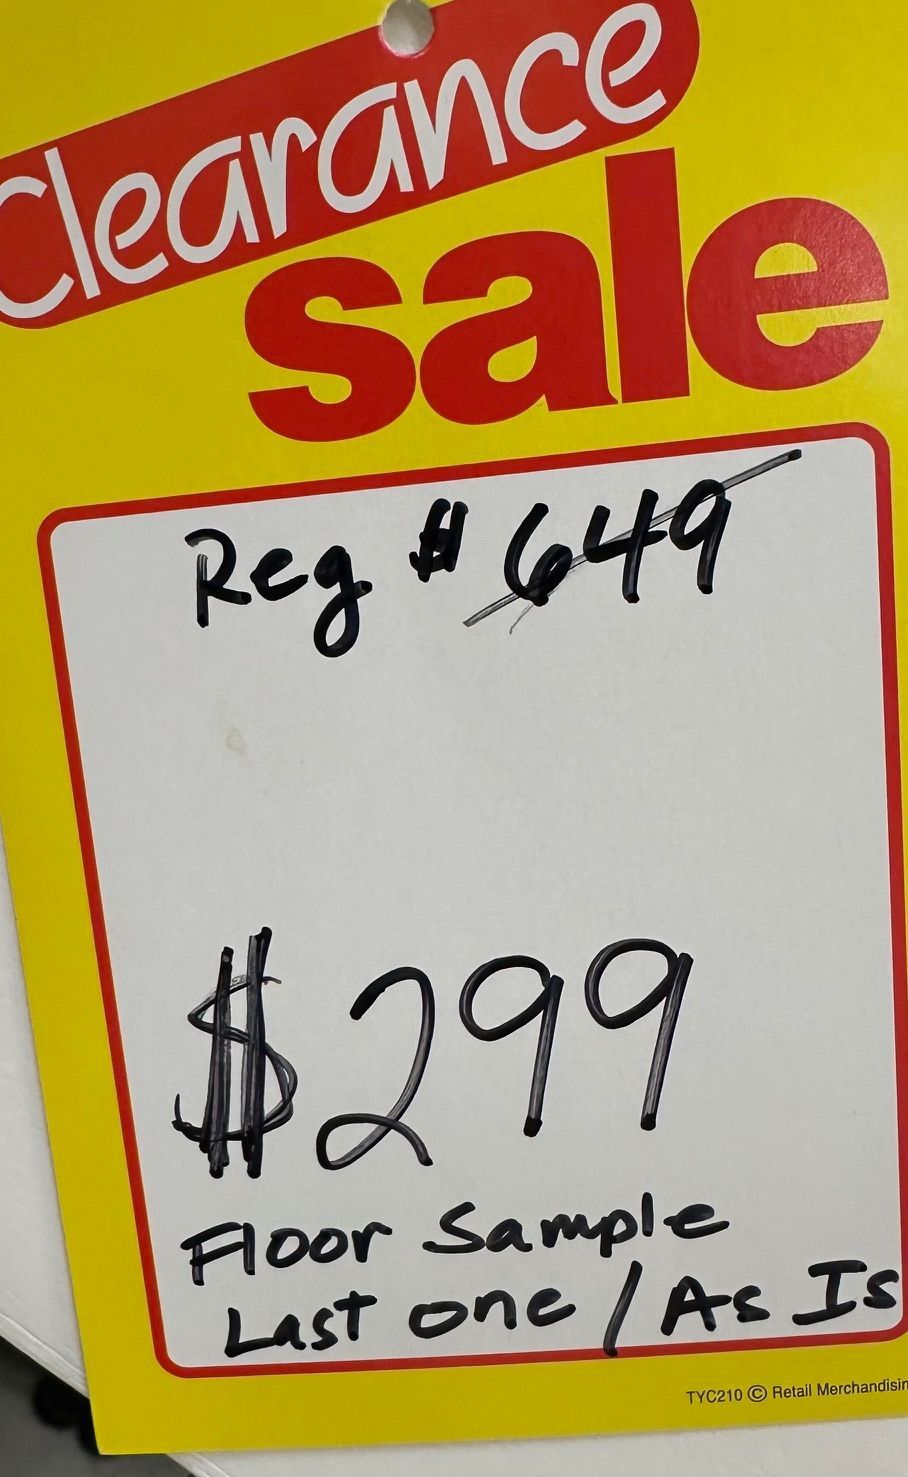 Clearance
sale
Reg $649
$299
Floor Sample
Last one / As Is
TYC210 © Retail Merchandisin